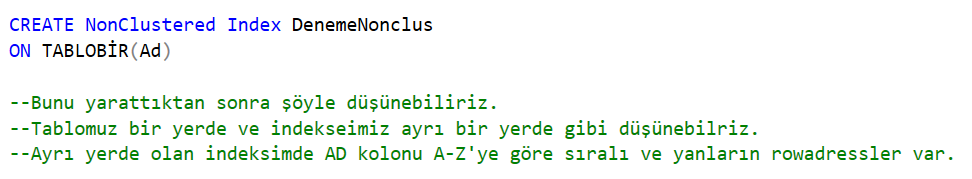 CREATE NonClustered Index DenemeNonclus
ON TABLOBİR(Ad)
--Bunu yarattıktan sonra şöyle düşünebiliriz.
--Tablomuz bir yerde ve indekseimiz ayrı bir yerde gibi düşünebilriz.
--Ayrı yerde olan indeksimde AD kolonu A-Z'ye göre sıralı ve yanların rowadressler var.